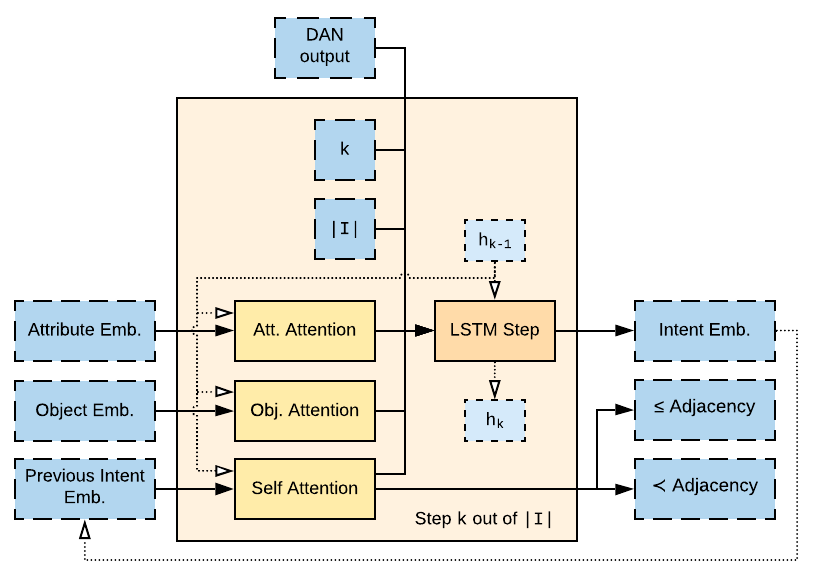 DAN
output
k
|I|
h_{k-1}
Attribute Emb.
Att. Attention
LSTM Step
Intent Emb.
Object Emb.
Obj. Attention
h_k
≤ Adjacency
Previous Intent
Emb.
Self Attention
≺ Adjacency
Step k out of |I|